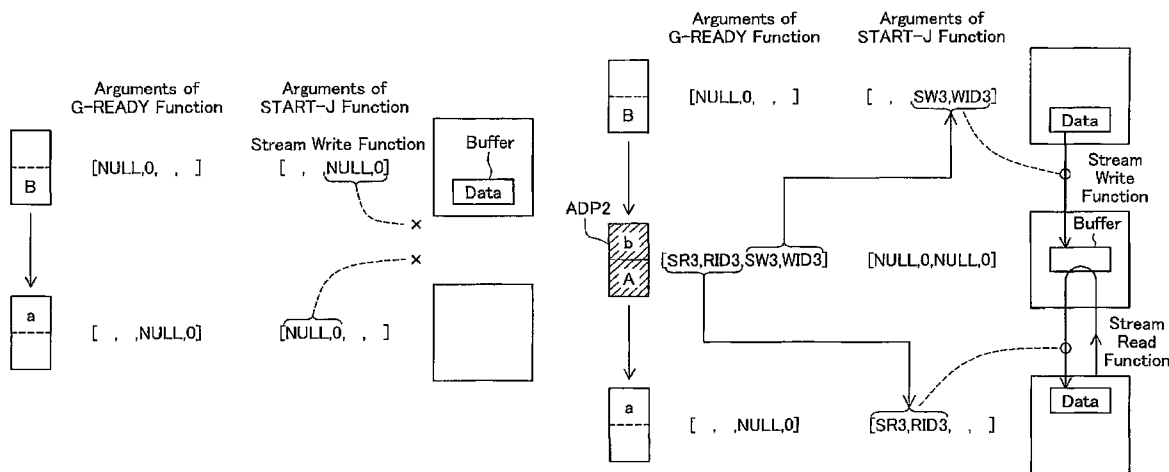 Arguments of
G-READY Function
Arguments of
START-J Function
Stream Write Function
B
[NULL,0, , ]
[ , ,NULL,0]
Buffer
Data
×
×
a
[ , ,NULL,0]
[NULL,0, , ]
Arguments of
G-READY Function
Arguments of
START-J Function
B
[NULL,0, , ]
[ , ,SW3,WID3]
Data
Stream
Write
Function
ADP2
b
A
[SR3,RID3,SW3,WID3]
[NULL,0,NULL,0]
Buffer
Stream
Read
Function
a
[ , ,NULL,0]
[SR3,RID3, , ]
Data